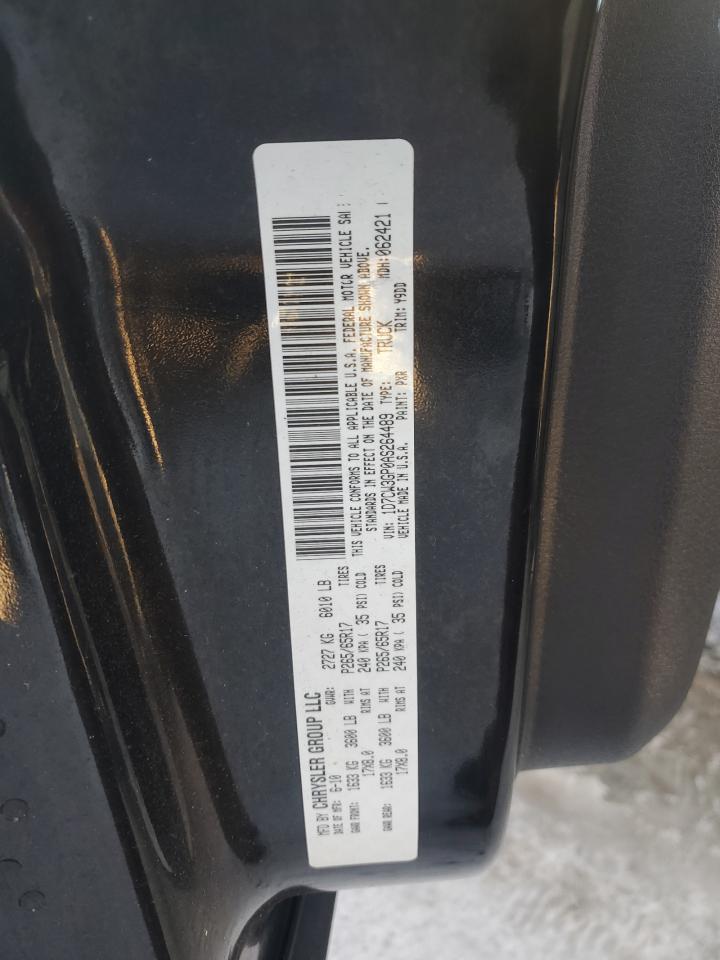 MFD BY CHRYSLER GROUP LLC
DATE OF MFR: 6-10 GVWR: 2727 KG 6010 LB
GAWR FRONT: 1633 KG 3600 LB WITH P265/65R17 TIRES
17X8.0 RIMS AT 240 KPA ( 35 PSI) COLD
GAWR REAR: 1633 KG 3600 LB WITH P265/65R17 TIRES
17X8.0 RIMS AT 240 KPA ( 35 PSI) COLD
THIS VEHICLE CONFORMS TO ALL APPLICABLE U.S.A. FEDERAL MOTOR VEHICLE
STANDARDS IN EFFECT ON THE DATE OF MANUFACTURE SHOWN ABOVE.
VIN: 1D7CW3GP0AS264489 TYPE: TRUCK MDH:062421
VEHICLE MADE IN U.S.A. PAINT: PXR TRIM: Y9DD